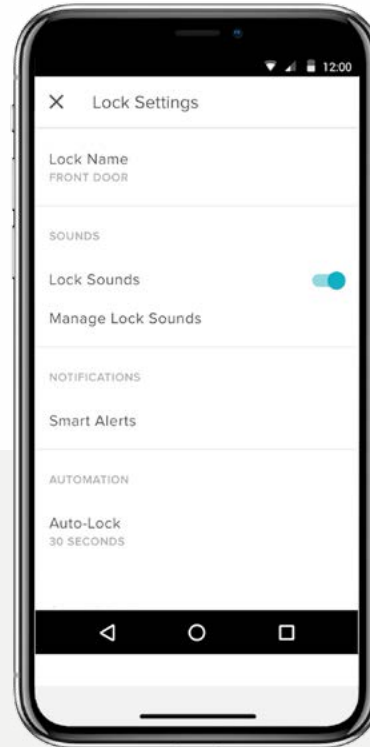 12:00
Lock Settings
Lock Name
FRONT DOOR
SOUNDS
Lock Sounds
Manage Lock Sounds
NOTIFICATIONS
Smart Alerts
AUTOMATION
Auto-Lock
30 SECONDS